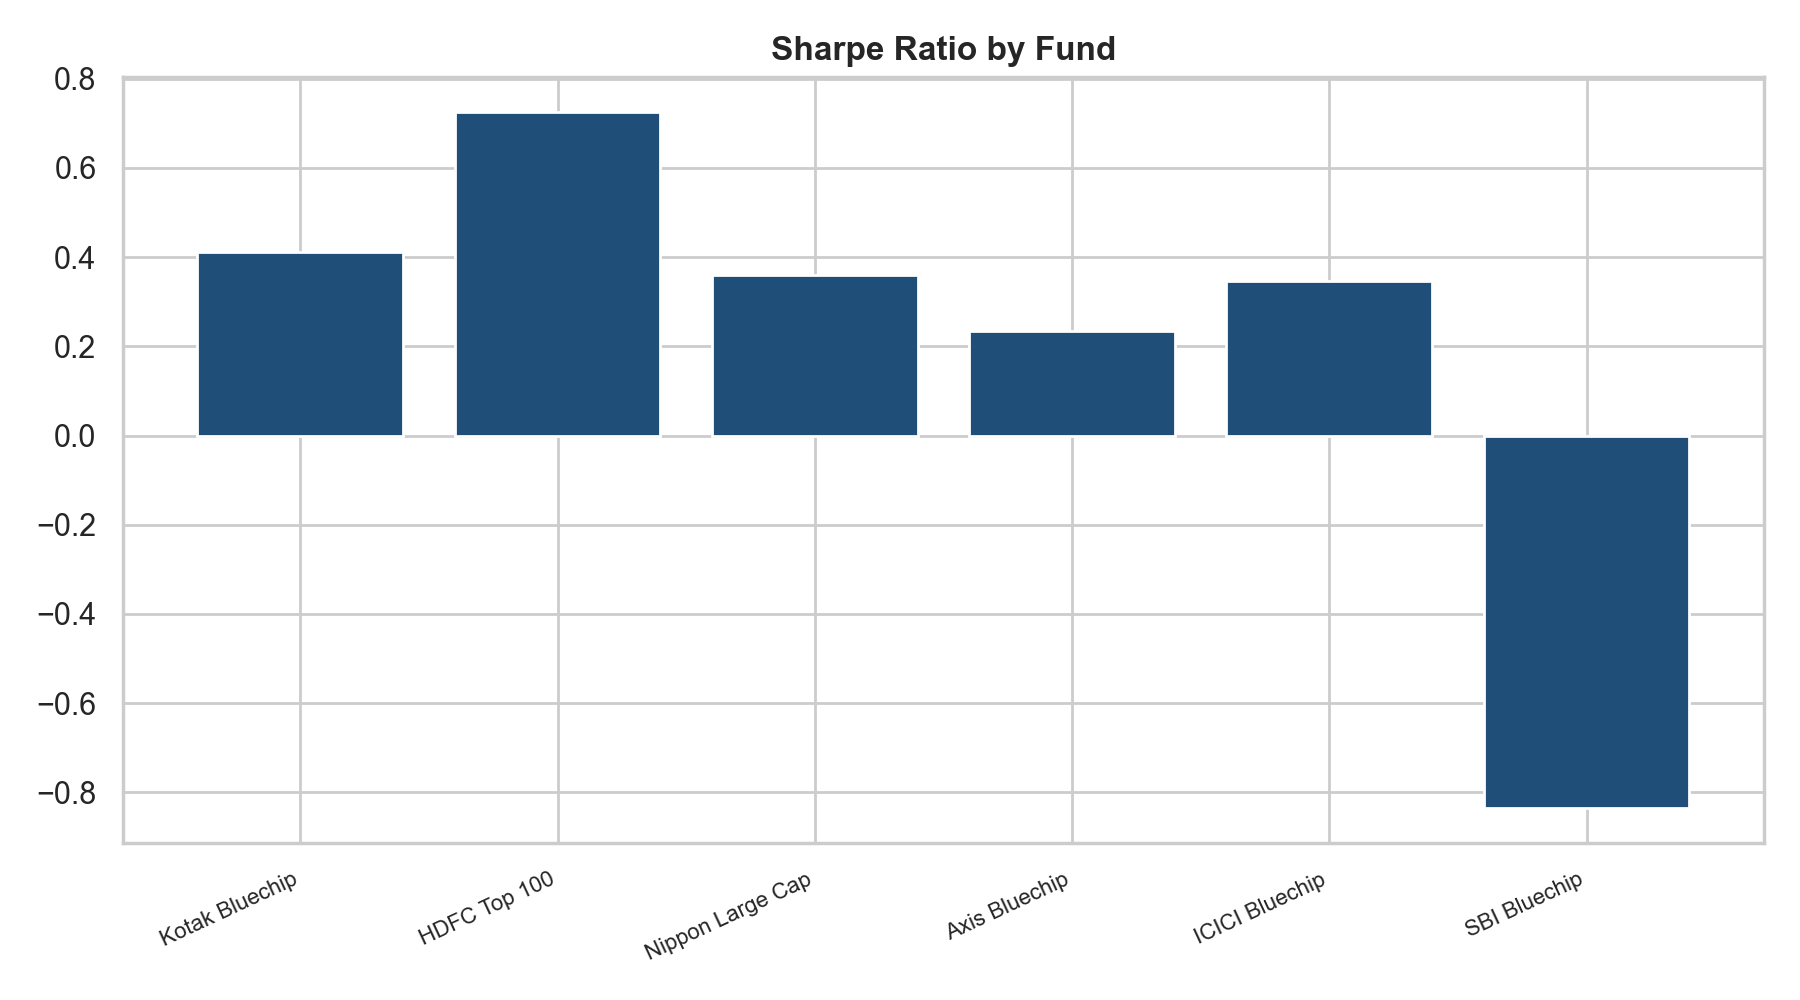 Sharpe Ratio by Fund
0.8
0.6
0.4
0.2
0.0
−0.2
−0.4
−0.6
−0.8
Kotak Bluechip
HDFC Top 100
Nippon Large Cap
Axis Bluechip
ICICI Bluechip
SBI Bluechip